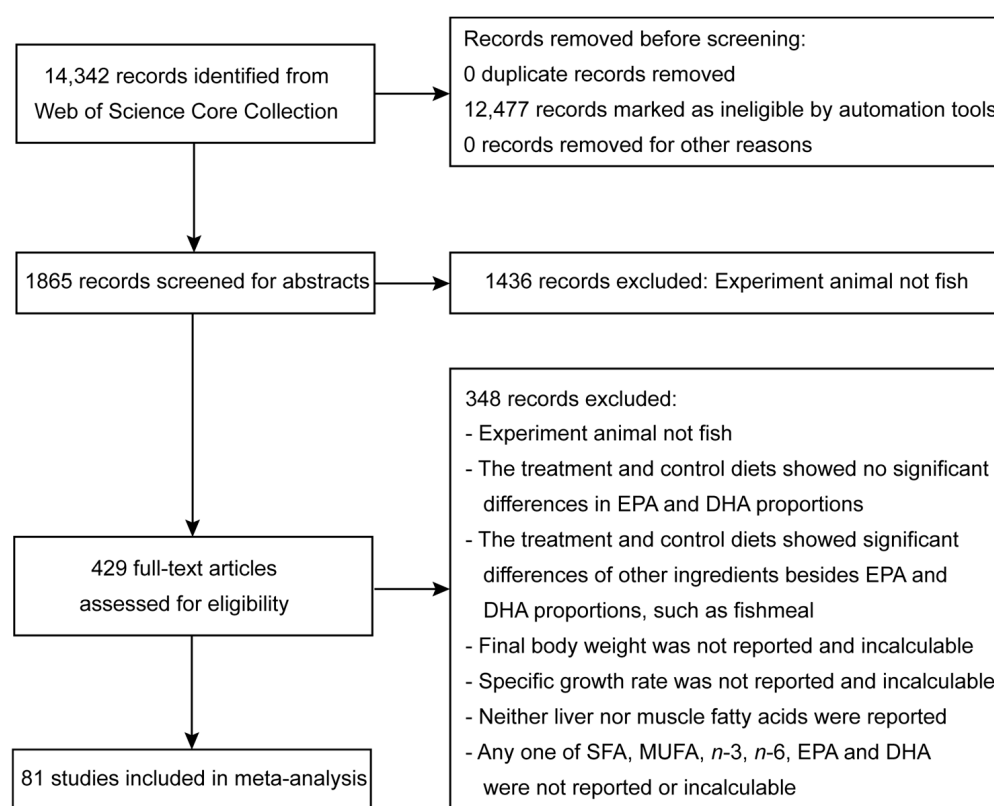 14,342 records identified from
Web of Science Core Collection
Records removed before screening:
0 duplicate records removed
12,477 records marked as ineligible by automation tools
0 records removed for other reasons
1865 records screened for abstracts
1436 records excluded: Experiment animal not fish
429 full-text articles
assessed for eligibility
348 records excluded:
- Experiment animal not fish
- The treatment and control diets showed no significant
differences in EPA and DHA proportions
- The treatment and control diets showed significant
differences of other ingredients besides EPA and
DHA proportions, such as fishmeal
- Final body weight was not reported and incalculable
- Specific growth rate was not reported and incalculable
- Neither liver nor muscle fatty acids were reported
- Any one of SFA, MUFA, n-3, n-6, EPA and DHA
were not reported or incalculable
81 studies included in meta-analysis